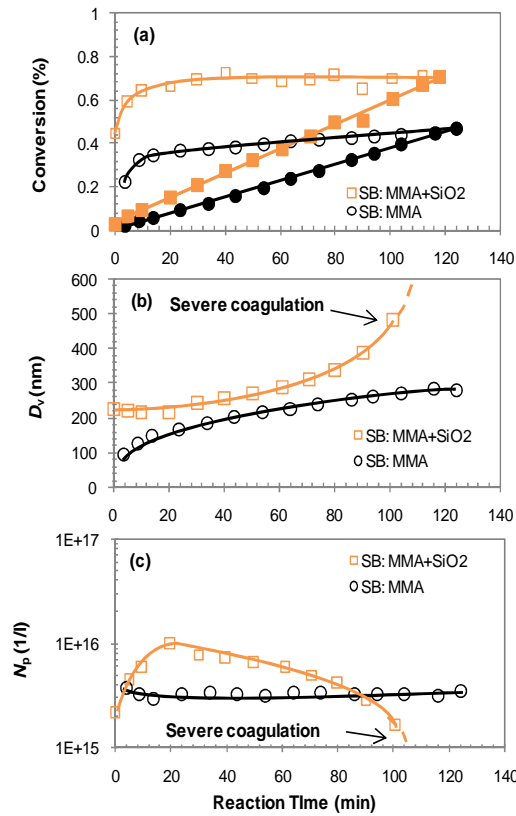 (a)
Conversion (%)
1
0.8
0.6
0.4
0.2
0
SB: MMA+SiO2
SB: MMA
0 20 40 60 80 100 120 140
(b)
Dv (nm)
600
500
400
300
200
100
0
Severe coagulation
SB: MMA+SiO2
SB: MMA
0 20 40 60 80 100 120 140
(c)
Np (1/l)
1E+17
1E+16
1E+15
SB: MMA+SiO2
SB: MMA
Severe coagulation
0 20 40 60 80 100 120 140
Reaction TIme (min)